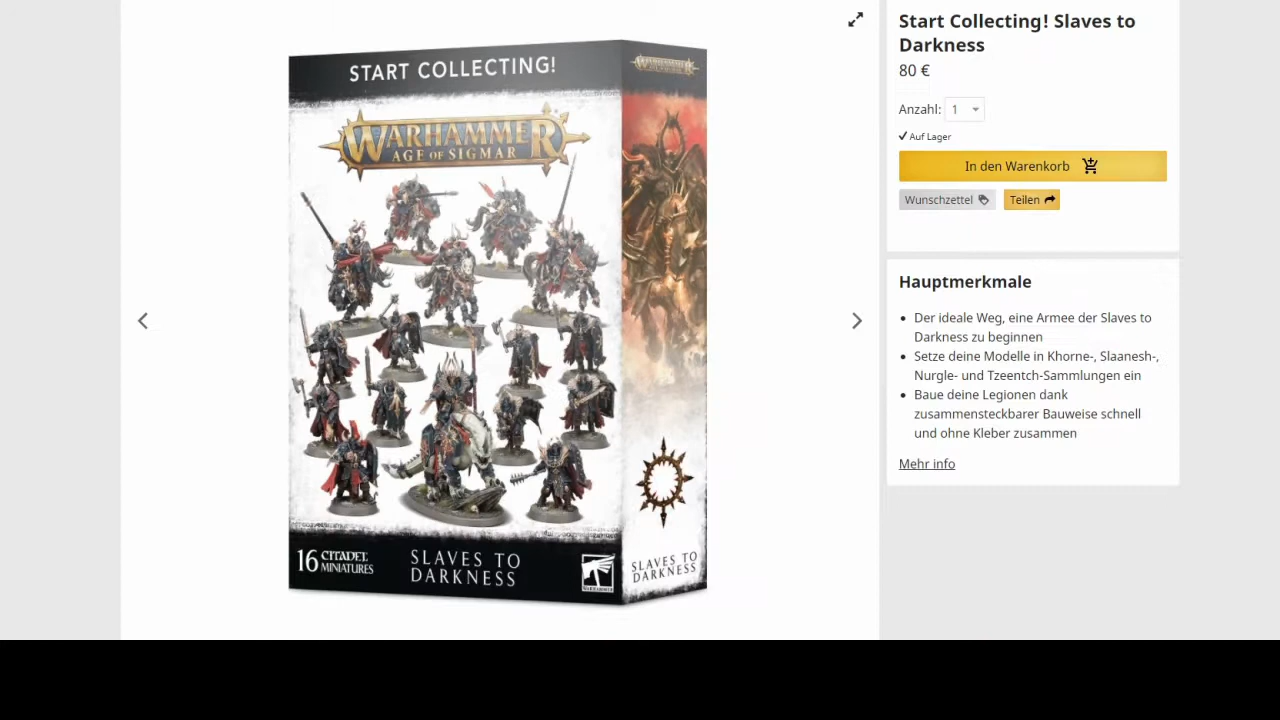 START COLLECTING!
WARHAMMER
AGE OF SIGMAR
16 CITADEL
MINIATURES
SLAVES TO
DARKNESS
WARHAMMER
SLAVES TO
DARKNESS
Start Collecting! Slaves to
Darkness
80 €
Anzahl: 1
Auf Lager
In den Warenkorb
Wunschzettel
Teilen
Hauptmerkmale
Der ideale Weg, eine Armee der Slaves to
Darkness zu beginnen
Setze deine Modelle in Khorne-, Slaanesh-,
Nurgle- und Tzeentch-Sammlungen ein
Baue deine Legionen dank
zusammensteckbarer Bauweise schnell
und ohne Kleber zusammen
Mehr info